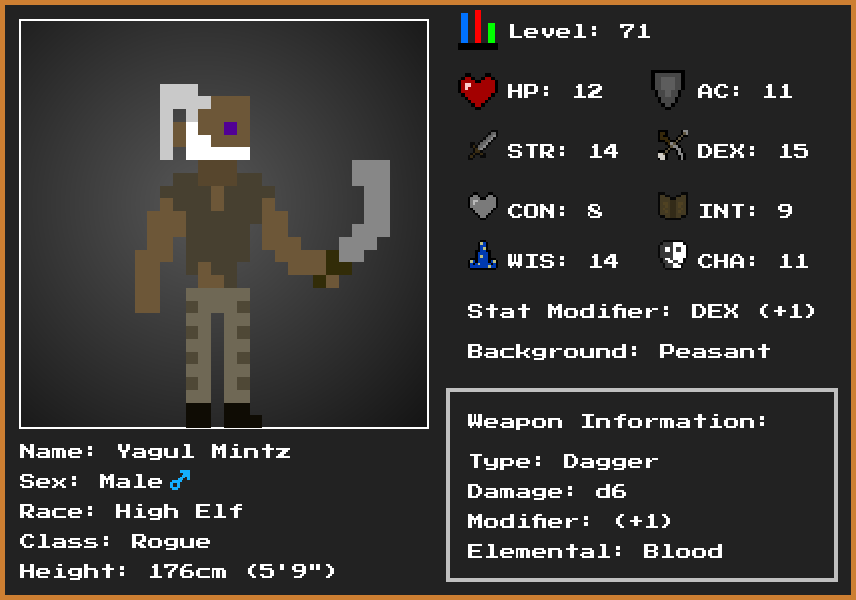 Level: 71
HP: 12
AC: 11
STR: 14
DEX: 15
CON: 8
INT: 9
WIS: 14
CHA: 11
Stat Modifier: DEX (+1)
Background: Peasant
Weapon Information:
Type: Dagger
Damage: d6
Modifier: (+1)
Elemental: Blood
Name: Yagul Mintz
Sex: Male♂
Race: High Elf
Class: Rogue
Height: 176cm (5'9")